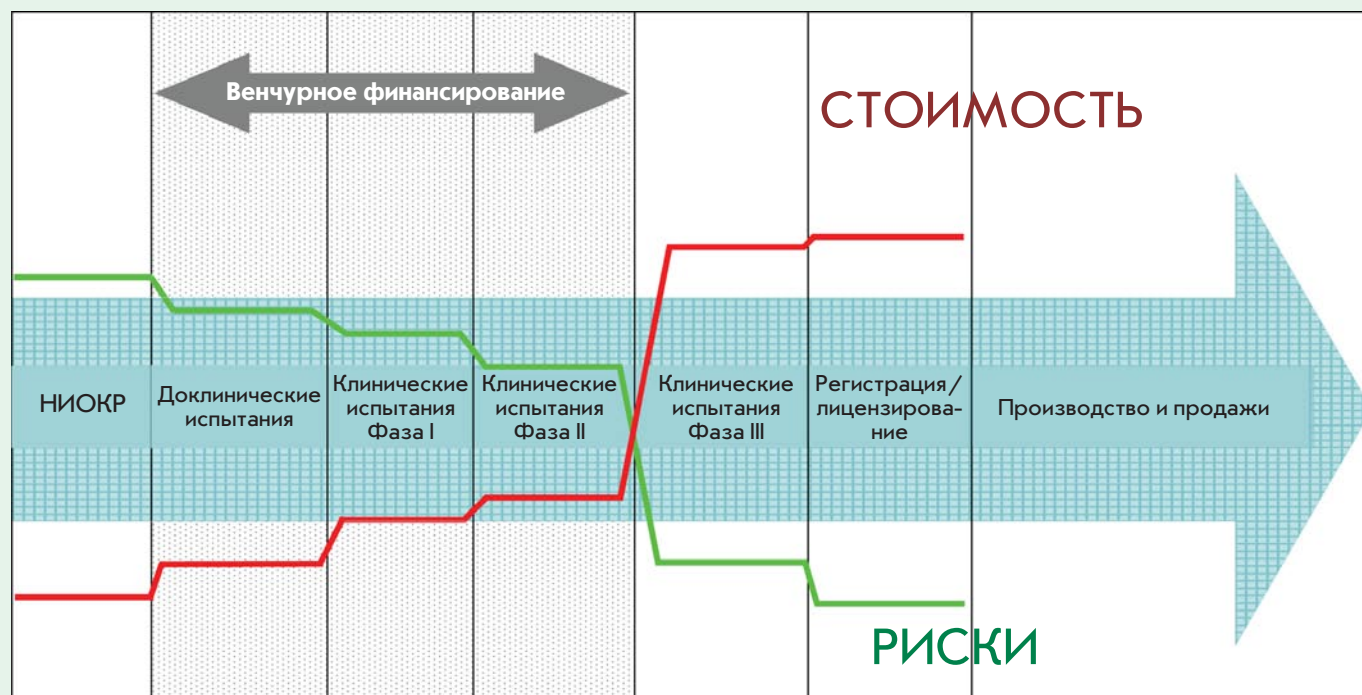 Венчурное финансирование
СТОИМОСТЬ
НИОКР
Доклинические
испытания
Клинические
испытания
Фаза I
Клинические
испытания
Фаза II
Клинические
испытания
Фаза III
Регистрация/
лицензирова-
ние
Производство и продажи
РИСКИ